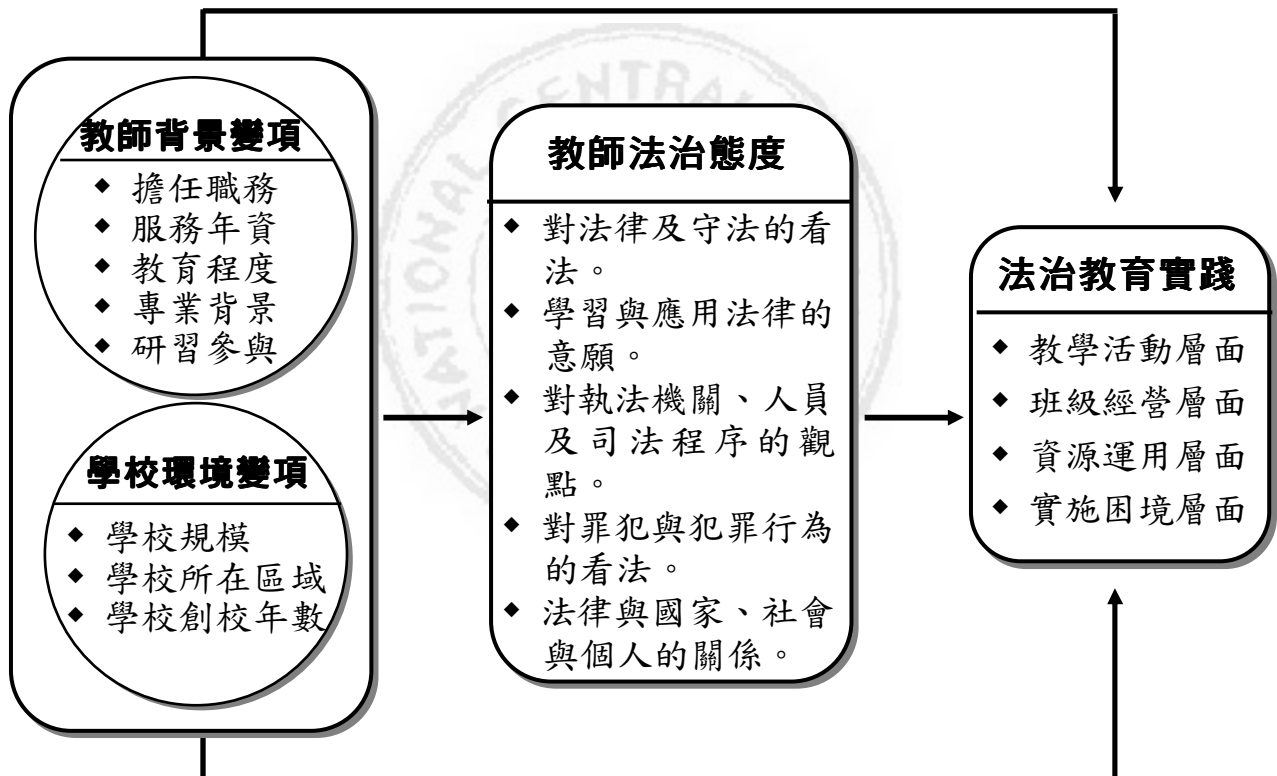 教師背景變項
擔任職務
服務年資
教育程度
專業背景
研習參與
學校環境變項
學校規模
學校所在區域
學校創校年數
教師法治態度
對法律及守法的看
法。
學習與應用法律的
意願。
對執法機關、人員
及司法程序的觀
點。
對罪犯與犯罪行為
的看法。
法律與國家、社會
與個人的關係。
法治教育實踐
教學活動層面
班級經營層面
資源運用層面
實施困境層面
NATIONAL CENTRAL